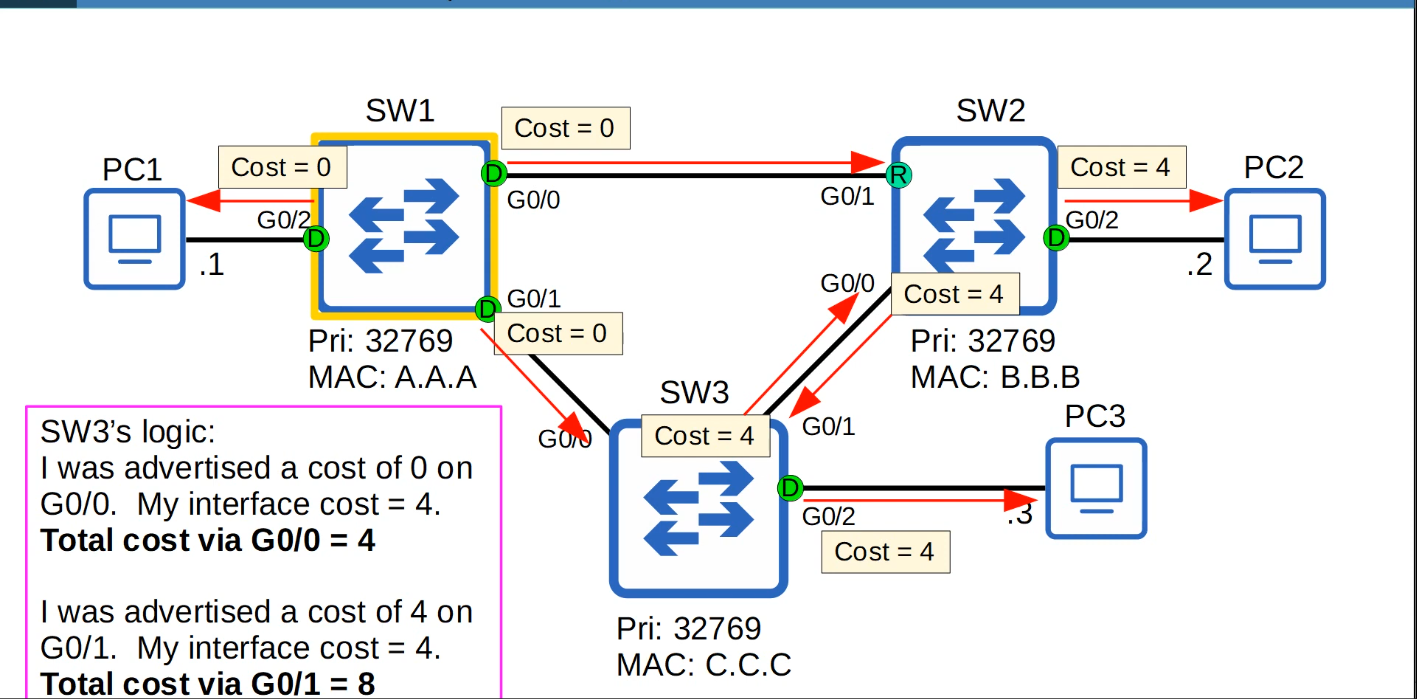 SW1
Cost = 0
SW2
PC1
Cost = 0
D
Cost = 4
PC2
R
G0/0
G0/1
G0/2
D
G0/2
D
.1
.2
G0/1
D
G0/0
Cost = 4
Cost = 0
Pri: 32769
MAC: A.A.A
Pri: 32769
MAC: B.B.B
SW3
PC3
G0/0
Cost = 4
G0/1
D
G0/2
.3
Cost = 4
Pri: 32769
MAC: C.C.C
SW3's logic:
I was advertised a cost of 0 on
G0/0. My interface cost = 4.
Total cost via G0/0 = 4
I was advertised a cost of 4 on
G0/1. My interface cost = 4.
Total cost via G0/1 = 8